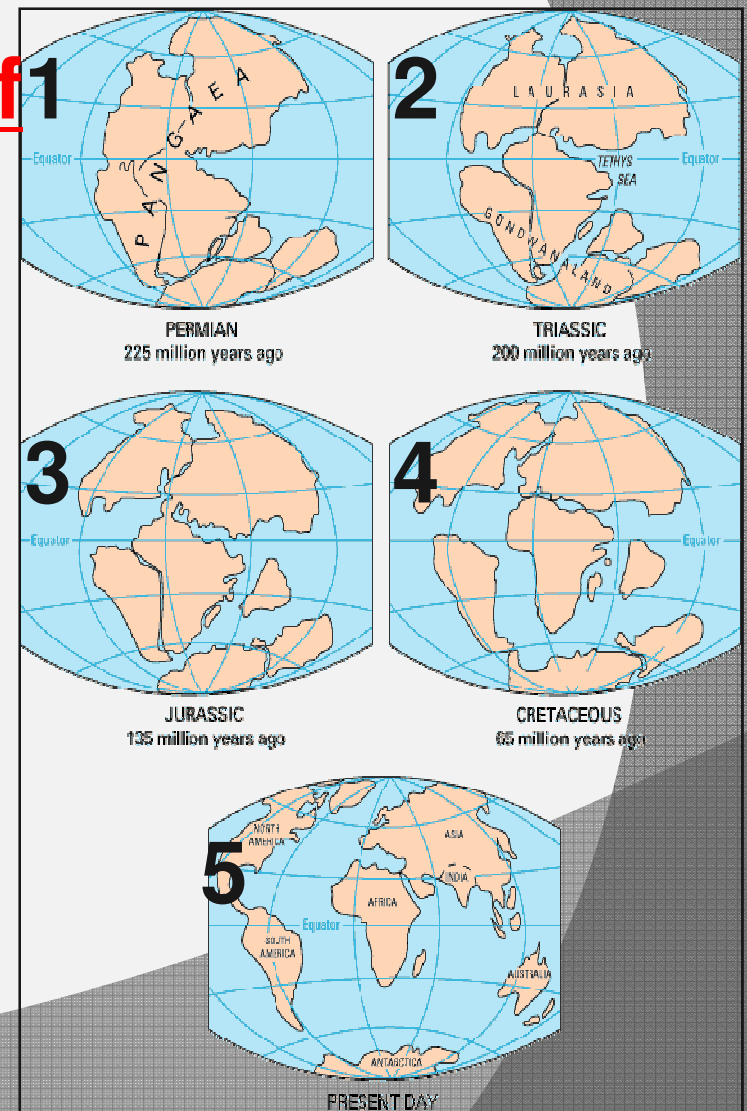 f
1
PANGAEA
Equator
PERMIAN
225 million years ago
2
LAURASIA
TETHYS
SEA
Equator
GONDWANALAND
TRIASSIC
200 million years ago
3
Equator
JURASSIC
135 million years ago
4
Equator
CRETACEOUS
65 million years ago
5
NORTH
AMERICA
ASIA
INDIA
AFRICA
Equator
SOUTH
AMERICA
AUSTRALIA
ANTARCTICA
PRESENT DAY